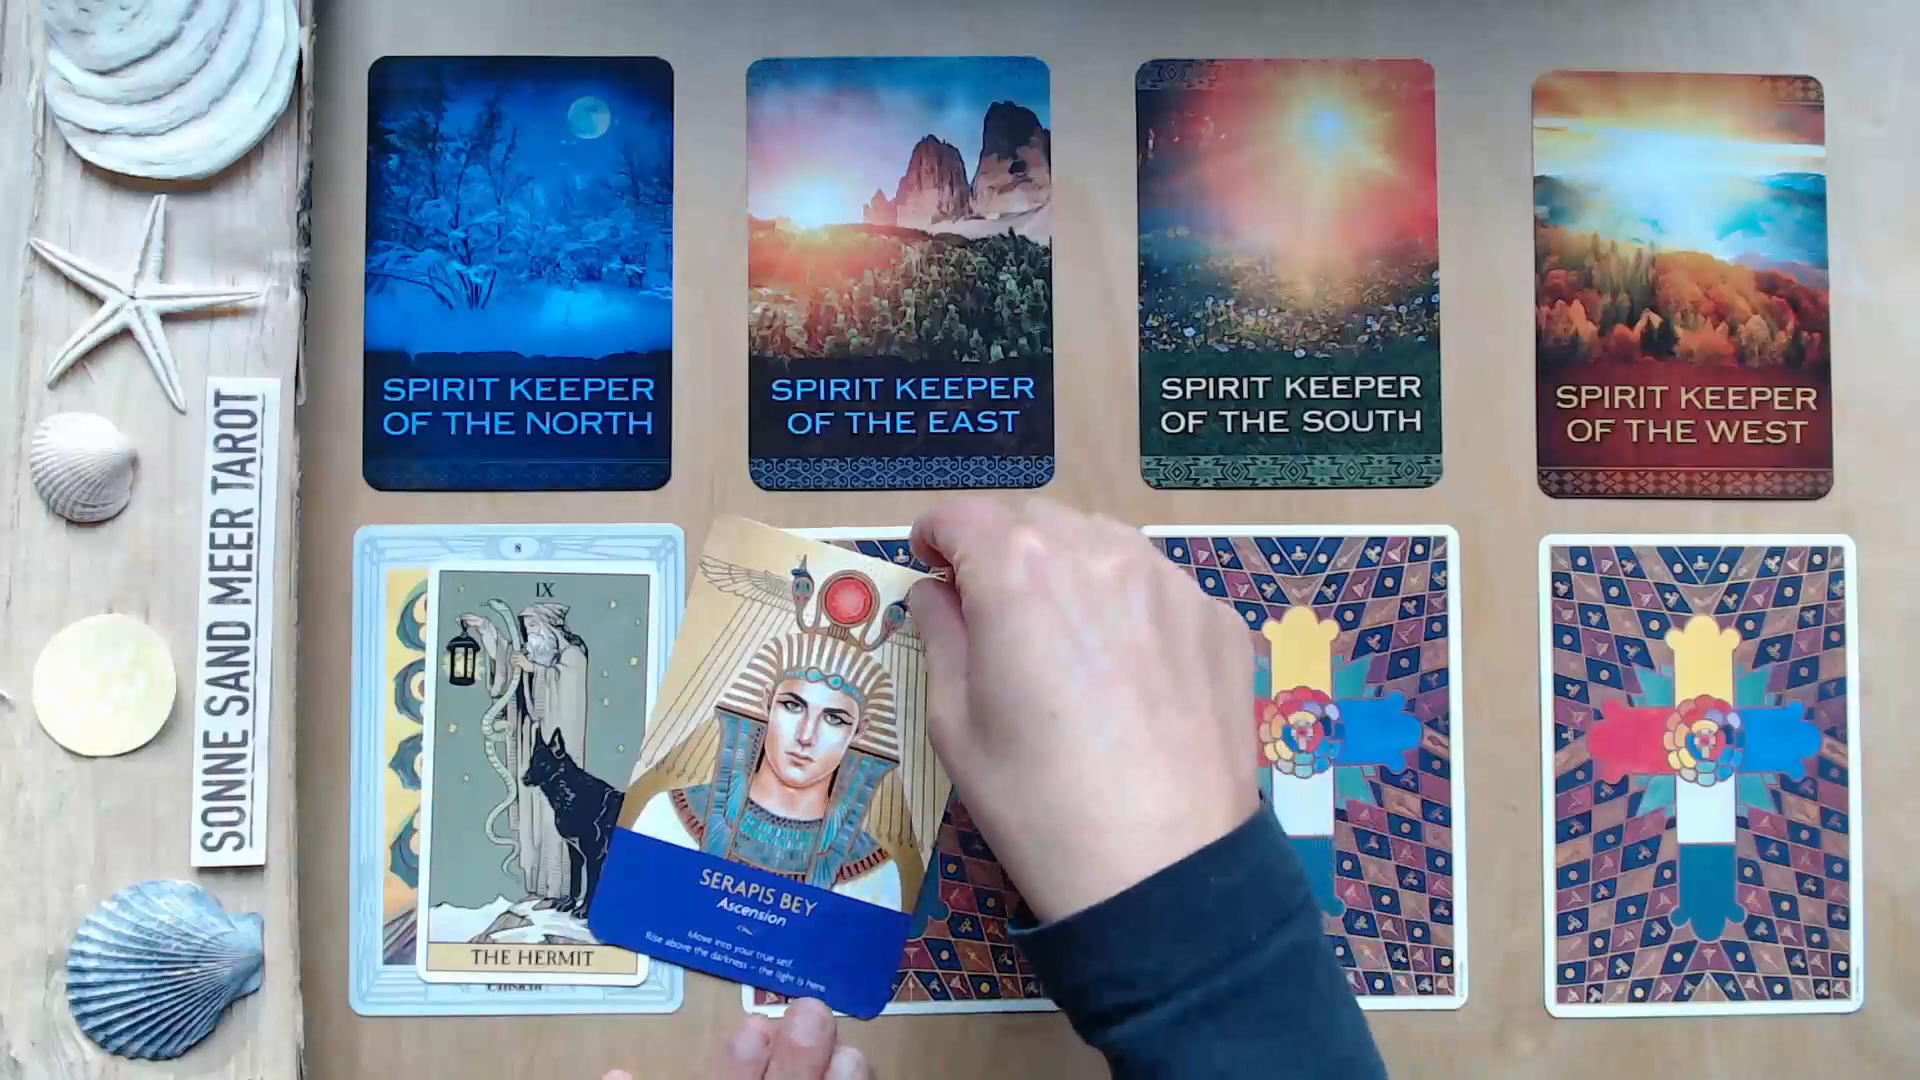 SPIRIT KEEPER
OF THE NORTH
SPIRIT KEEPER
OF THE EAST
SPIRIT KEEPER
OF THE SOUTH
SPIRIT KEEPER
OF THE WEST
SONNE SAND MEER TAROT
8
IX
THE HERMIT
SERAPIS BEY
Ascension
Move into your true self.
Rise above the darkness – the light is here.